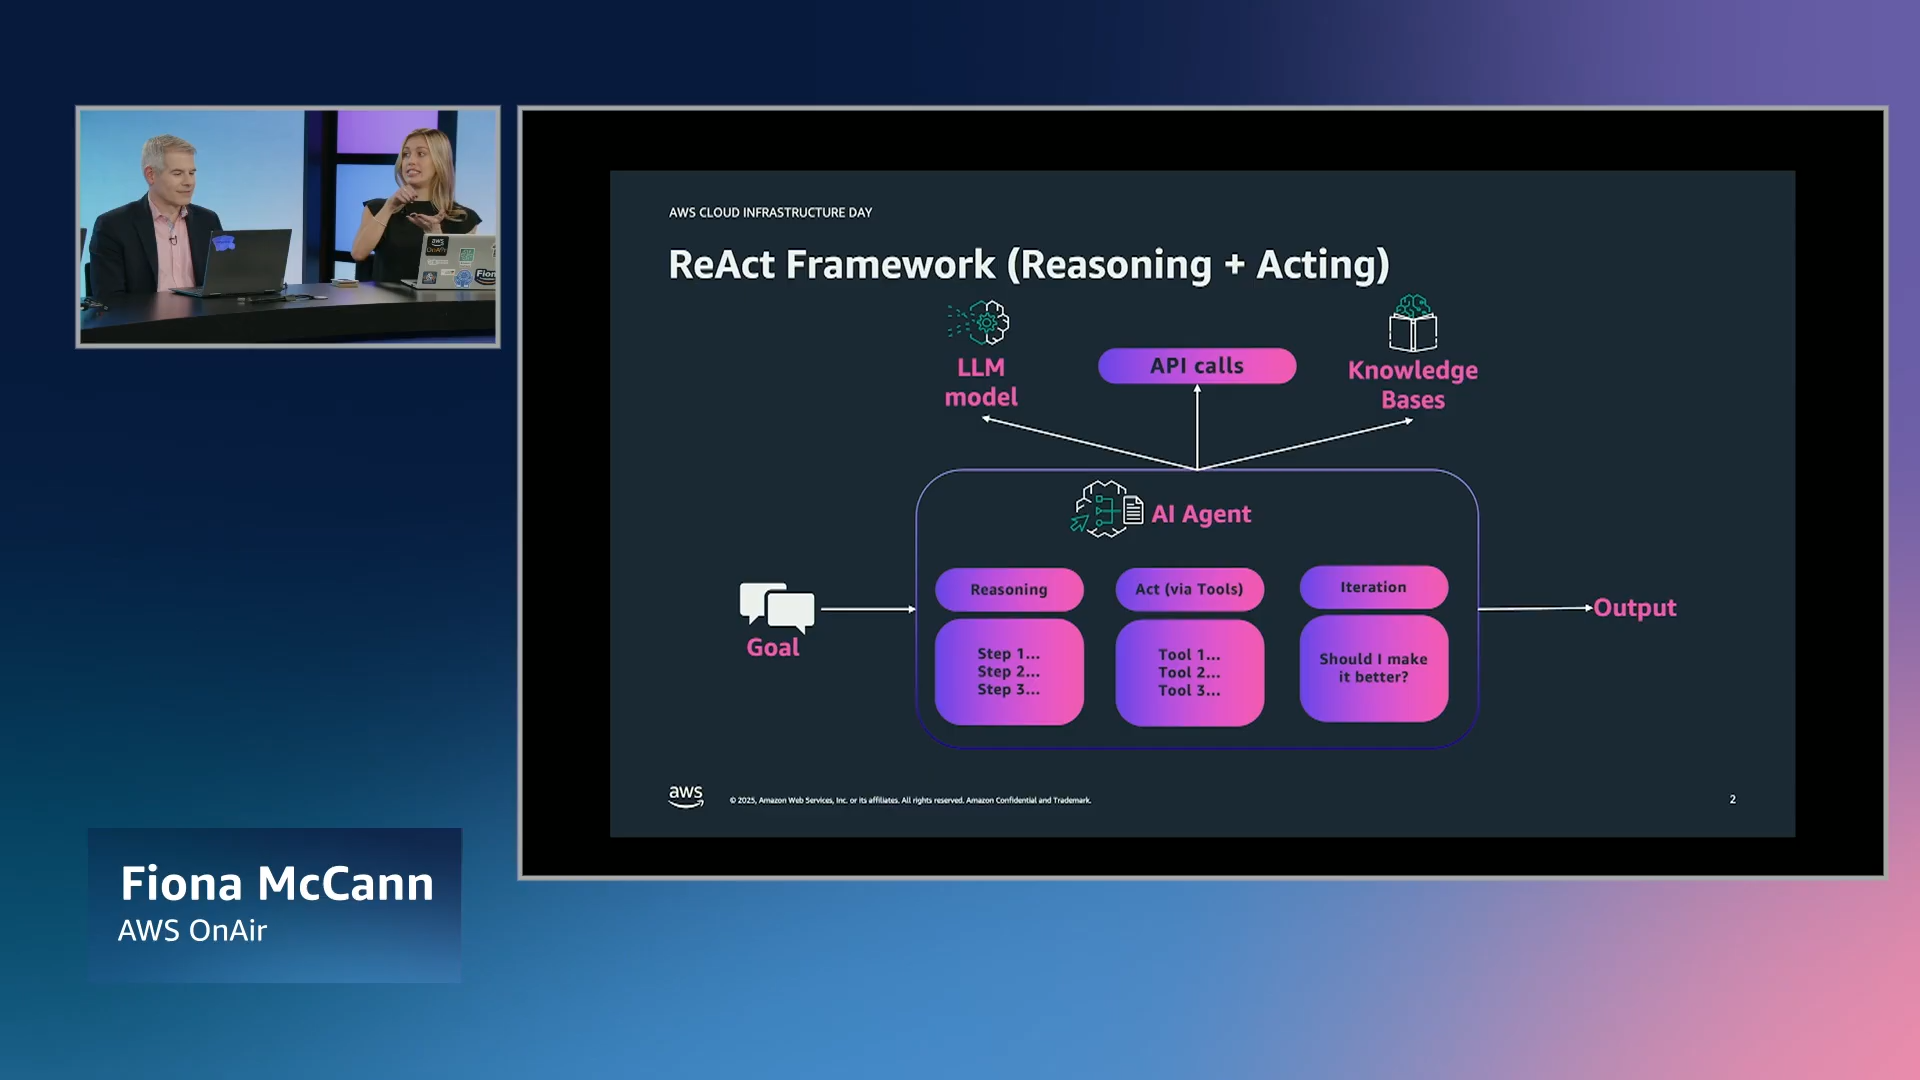 AWS CLOUD INFRASTRUCTURE DAY
ReAct Framework (Reasoning + Acting)
LLM
model
API calls
Knowledge
Bases
AI Agent
Goal
Reasoning
Step 1...
Step 2...
Step 3...
Act (via Tools)
Tool 1...
Tool 2...
Tool 3...
Iteration
Should I make
it better?
Output
aws
© 2025, Amazon Web Services, Inc. or its affiliates. All rights reserved. Amazon Confidential and Trademark.
2
Fiona McCann
AWS OnAir
aws
OnAir
Fion